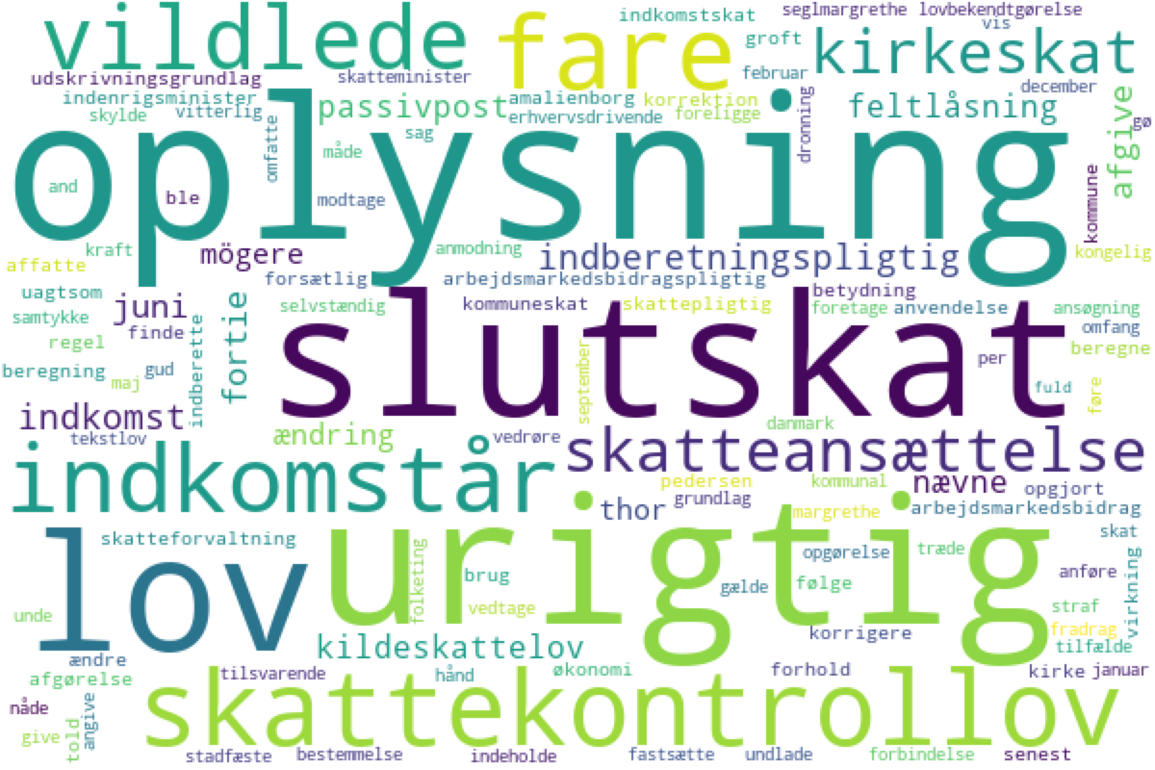 seglmargrethe lovbekendtgørelse
indkomstskat
vis
vildlede
fare
groft
kirkeskat
udskrivningsgrundlag
skatteminister
februar
december
indenrigsminister
passivpost
amalienborg
korrektion
feltlåsning
afgive
skylde
vitterlig
erhvervsdrivende
foreligge
dronning
gø
omfatte
sag
måde
oplysning
and
ble
modtage
kommune
kraft
mögere
anmodning
indberetningspligtig
kongelig
affatte
forsætlig
arbejdsmarkedsbidragspligtig
uagtsom
juni
selvstændig
kommuneskat
skattepligtig
betydning
foretage
anvendelse
ansøgning
samtykke
finde
fortie
omfang
regel
indberette
slutskat
september
per
beregne
beregning
gud
maj
fuld
føre
indkomst
tekstlov
ændring
vedrøre
danmark
skatteansættelse
indkomstår
pedersen
kommunal
nævne
opgjort
grundlag
thor
margrethe
arbejdsmarkedsbidrag
skatteforvaltning
skat
lov
urigtig
folketing
opgørelse
træde
virkning
brug
gælde
følge
anføre
unde
vedtage
straf
korrigere
fradrag
tilfælde
kildeskattelov
ændre
afgørelse
tilsvarende
hånd
økonomi
forhold
kirke
januar
nåde
angive
skattekontrollov
give
told
stadfæste
bestemmelse
indeholde
fastsætte
undlade
forbindelse
senest